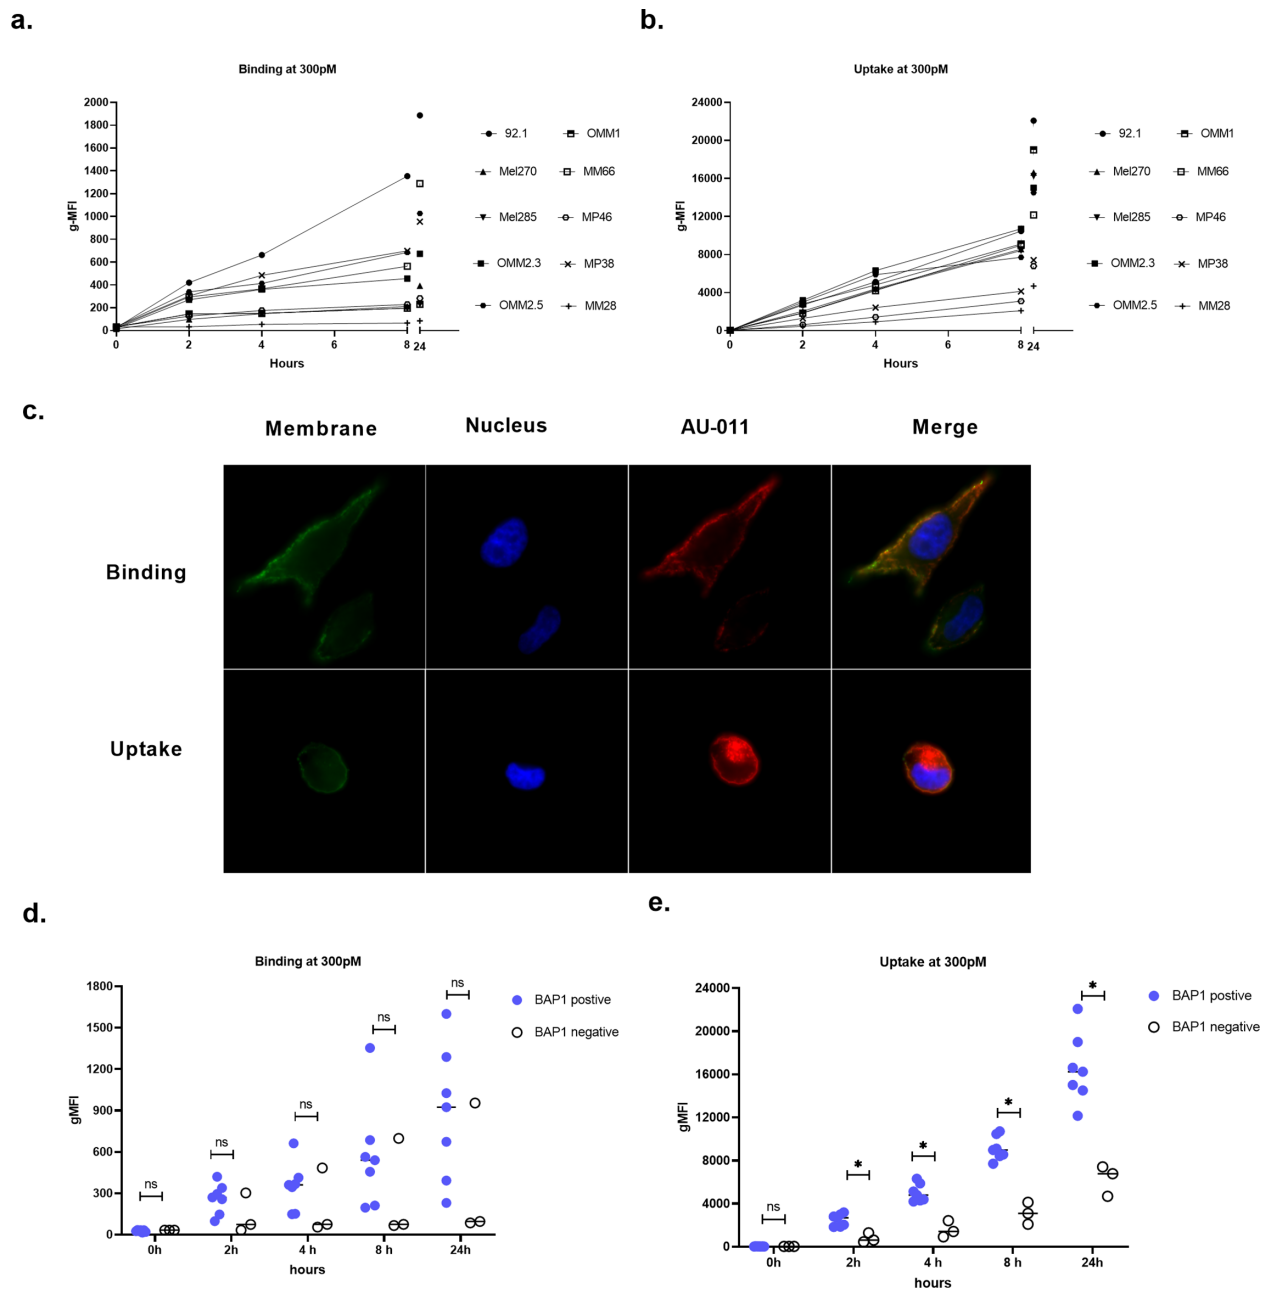 a.
Binding at 300pM
g-MFI
2000
1800
1600
1400
1200
1000
800
600
400
200
0
0 2 4 6 8 24
Hours
92.1 OMM1
Mel270 MM66
Mel285 MP46
OMM2.3 MP38
OMM2.5 MM28
b.
Uptake at 300pM
g-MFI
24000
20000
16000
12000
8000
4000
0
0 2 4 6 8 24
Hours
92.1 OMM1
Mel270 MM66
Mel285 MP46
OMM2.3 MP38
OMM2.5 MM28
c.
Membrane Nucleus AU-011 Merge
Binding
Uptake
d.
Binding at 300pM
gMFI
1800
1500
1200
900
600
300
0
ns ns ns ns ns
0h 2h 4 h 8 h 24h
hours
BAP1 postive
BAP1 negative
e.
Uptake at 300pM
gMFI
24000
20000
16000
12000
8000
4000
0
ns * * * *
0h 2h 4 h 8 h 24h
hours
BAP1 postive
BAP1 negative